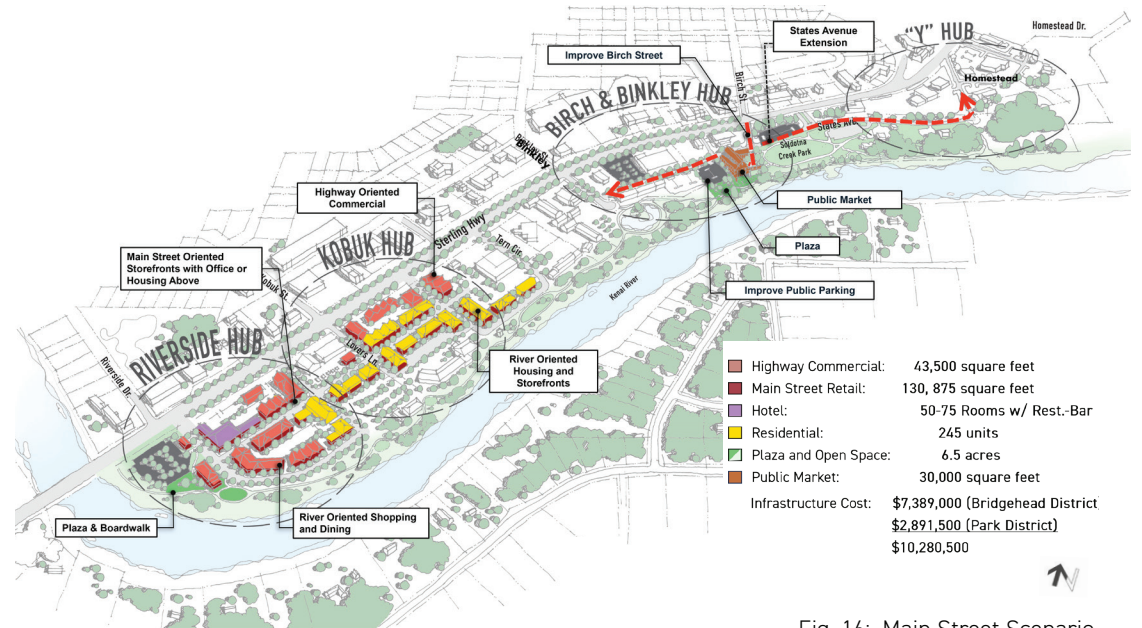 States Avenue
Extension
"Y" HUB
Homestead Dr.
Improve Birch Street
Birch St.
Homestead
BIRCH & BINKLEY HUB
States Ave
Soldotna
Creek Park
Binkley
Highway Oriented
Commercial
Public Market
Sterling Hwy
KOBUK HUB
Tern Cir.
Plaza
Main Street Oriented
Storefronts with Office or
Housing Above
Kobuk St.
Kenai River
Improve Public Parking
RIVERSIDE HUB
Riverside Dr.
Lovers Ln.
River Oriented
Housing and
Storefronts
Plaza & Boardwalk
River Oriented Shopping
and Dining
Highway Commercial: 43,500 square feet
Main Street Retail: 130, 875 square feet
Hotel: 50-75 Rooms w/ Rest.-Bar
Residential: 245 units
Plaza and Open Space: 6.5 acres
Public Market: 30,000 square feet
Infrastructure Cost: $7,389,000 (Bridgehead District
$2,891,500 (Park District)
$10,280,500
N
Fig. 16: Main Street Scenario